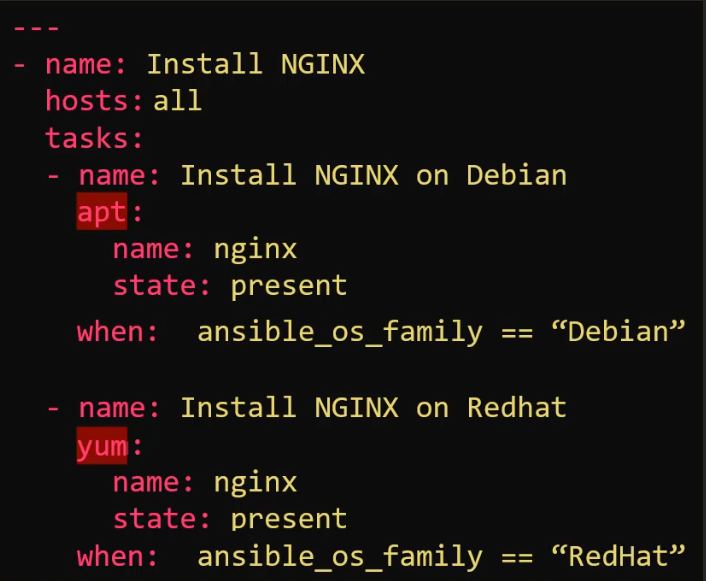 ---
- name: Install NGINX
hosts: all
tasks:
- name: Install NGINX on Debian
apt:
name: nginx
state: present
when: ansible_os_family == “Debian”
- name: Install NGINX on Redhat
yum:
name: nginx
state: present
when: ansible_os_family == “RedHat”